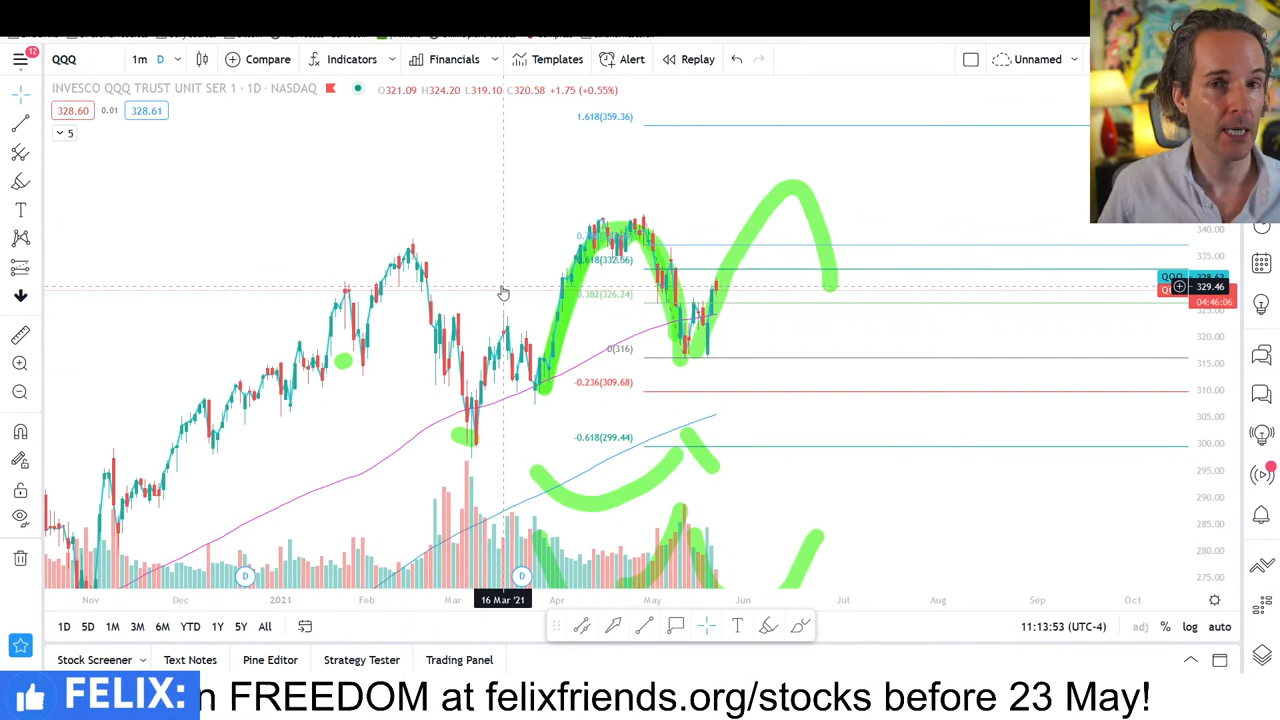 12
QQQ
1m
D
Compare
Indicators
Financials
Templates
Alert
Replay
Unnamed
INVESCO QQQ TRUST UNIT SER 1 · 1D · NASDAQ
O321.09 H324.20 L319.10 C320.58 +1.75 (+0.55%)
328.60
0.01
328.61
5
1.618(359.36)
0.618(332.56)
0.382(326.24)
0(316)
-0.236(309.68)
-0.618(299.44)
340.00
335.00
329.46
04:46:06
320.00
315.00
310.00
305.00
300.00
295.00
290.00
285.00
280.00
275.00
D
D
Nov
Dec
2021
Feb
Mar
16 Mar '21
Apr
May
Jun
Jul
Aug
Sep
Oct
1D
5D
1M
3M
6M
YTD
1Y
5Y
All
11:13:53 (UTC-4)
adj
%
log
auto
Stock Screener
Text Notes
Pine Editor
Strategy Tester
Trading Panel
FELIX:
n FREEDOM at felixfriends.org/stocks before 23 May!